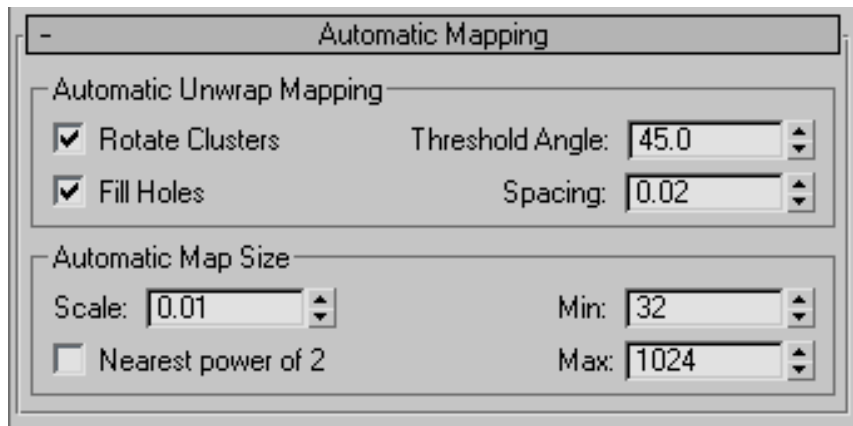 - Automatic Mapping
Automatic Unwrap Mapping
Rotate Clusters Threshold Angle: 45.0
Fill Holes Spacing: 0.02
Automatic Map Size
Scale: 0.01 Min: 32
Nearest power of 2 Max: 1024